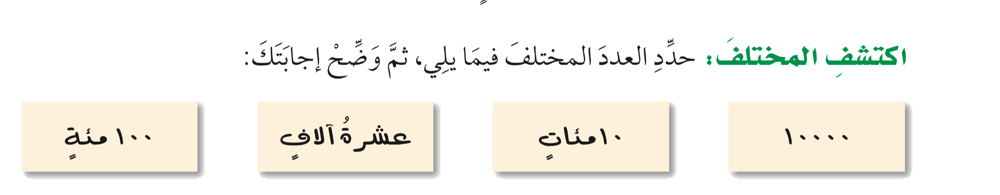 اكتشفِ المختلفَ: حدِّدِ العددَ المختلفَ فيمَا يلِي، ثمَّ وَضِّحْ إجابَتَكَ:
١٠٠٠٠
١٠ مئاتٍ
عشرةُ آلافٍ
١٠٠ مئةٍ